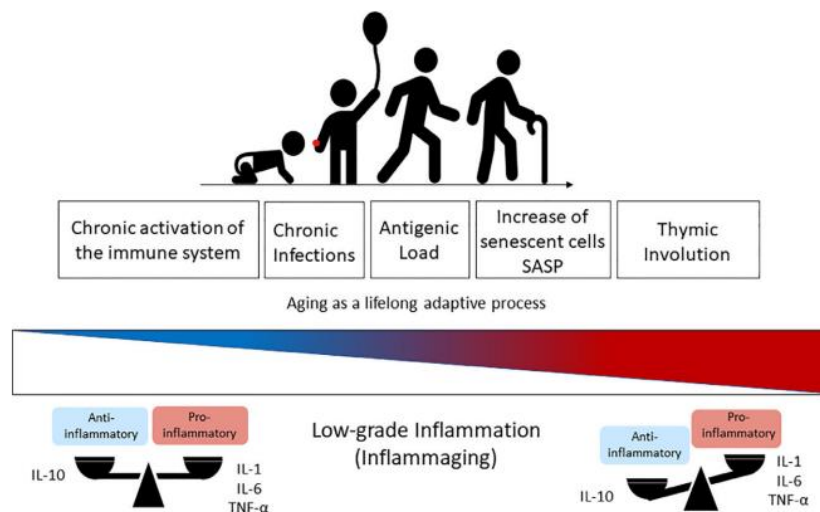 Chronic activation of
the immune system
Chronic
Infections
Antigenic
Load
Increase of
senescent cells
SASP
Thymic
Involution
Aging as a lifelong adaptive process
Anti-
inflammatory
Pro-
inflammatory
IL-10
IL-1
IL-6
TNF-α
Low-grade Inflammation
(Inflammaging)
Anti-
inflammatory
Pro-
inflammatory
IL-10
IL-1
IL-6
TNF-α